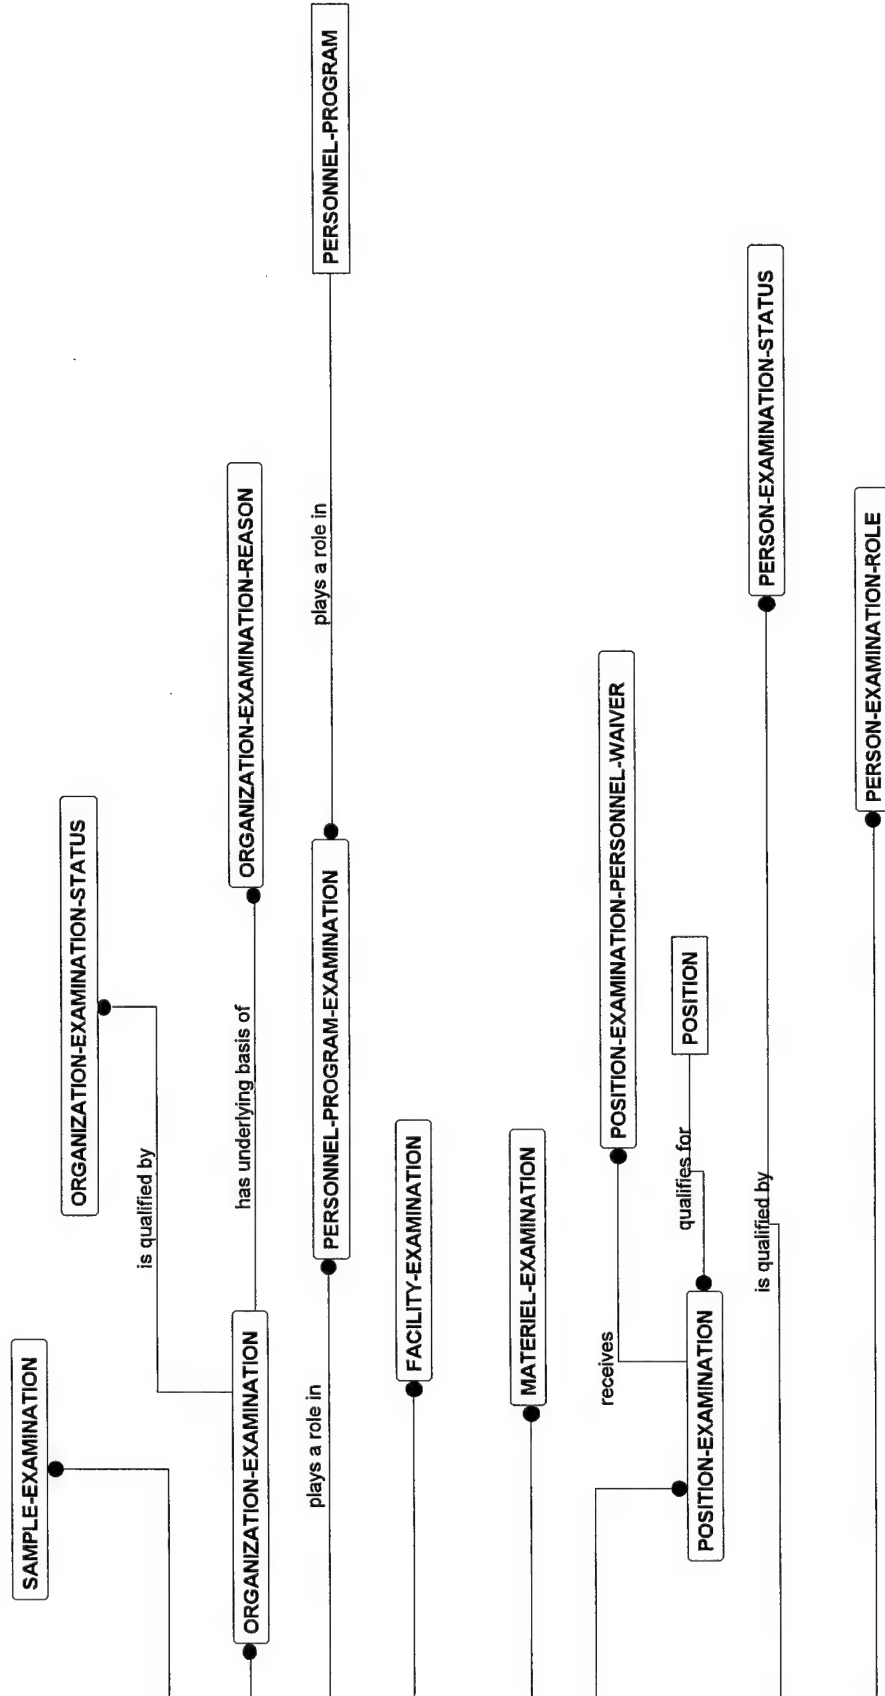 SAMPLE-EXAMINATION
ORGANIZATION-EXAMINATION-STATUS
is qualified by
ORGANIZATION-EXAMINATION
has underlying basis of
ORGANIZATION-EXAMINATION-REASON
plays a role in
PERSONNEL-PROGRAM-EXAMINATION
plays a role in
PERSONNEL-PROGRAM
FACILITY-EXAMINATION
MATERIEL-EXAMINATION
receives
POSITION-EXAMINATION-PERSONNEL-WAIVER
POSITION-EXAMINATION
qualifies for
POSITION
is qualified by
PERSON-EXAMINATION-STATUS
PERSON-EXAMINATION-ROLE